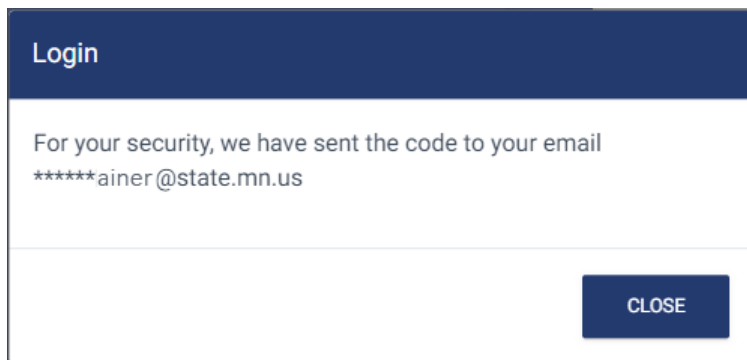 Login
For your security, we have sent the code to your email
******ainer@state.mn.us
CLOSE